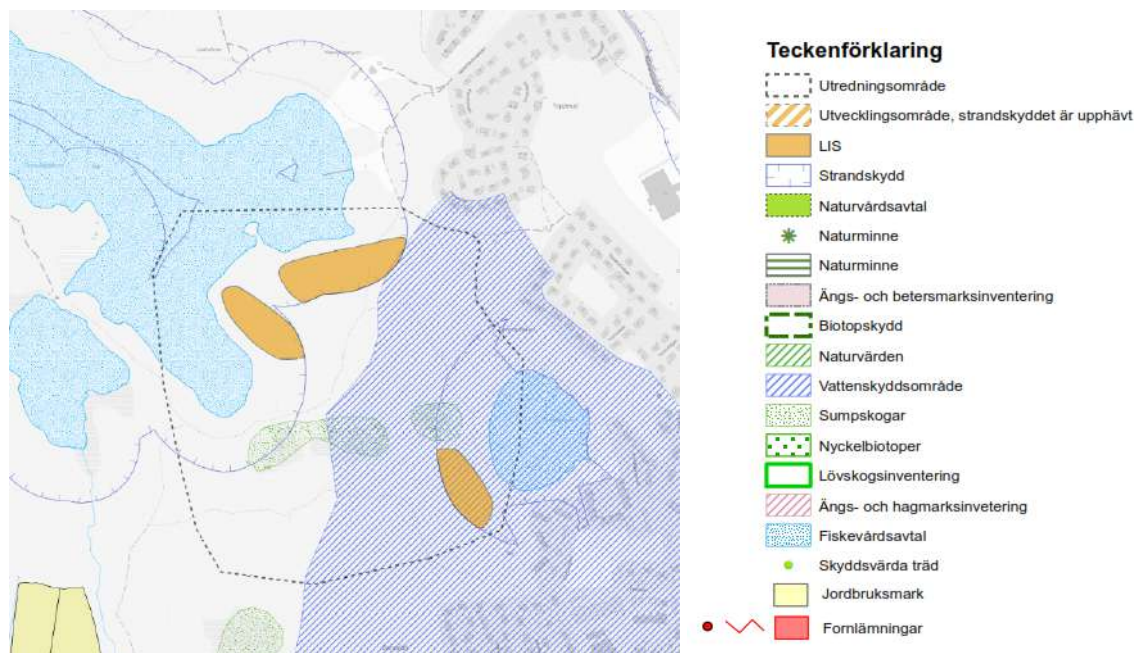 Teckenförklaring
Utredningsområde
Utvecklingsområde, strandskyddet är upphävt
LIS
Strandskydd
Naturvårdsavtal
Naturminne
Naturminne
Ängs- och betersmarksinventering
Biotopskydd
Naturvärden
Vattenskyddsområde
Sumpskogar
Nyckelbiotoper
Lövskogsinventering
Ängs- och hagmarksinvetering
Fiskevårdsavtal
Skyddsvärda träd
Jordbruksmark
Fornlämningar